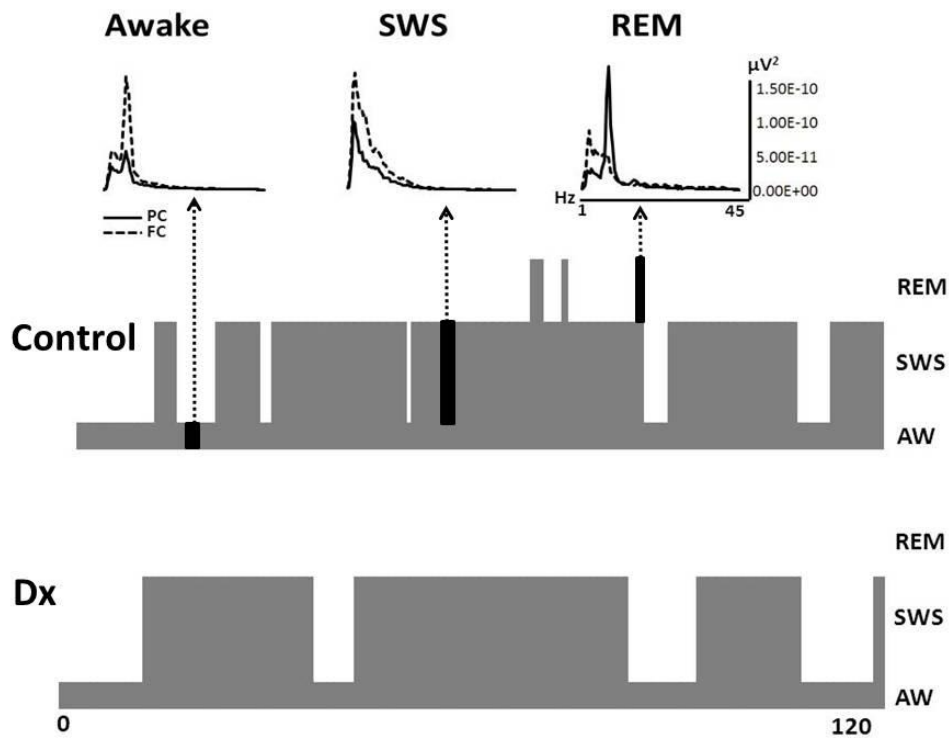 Awake SWS REM
µV²
1.50E-10
1.00E-10
5.00E-11
0.00E+00
Hz 1 45
PC
FC
REM
Control
SWS
AW
REM
Dx
SWS
AW
0 120